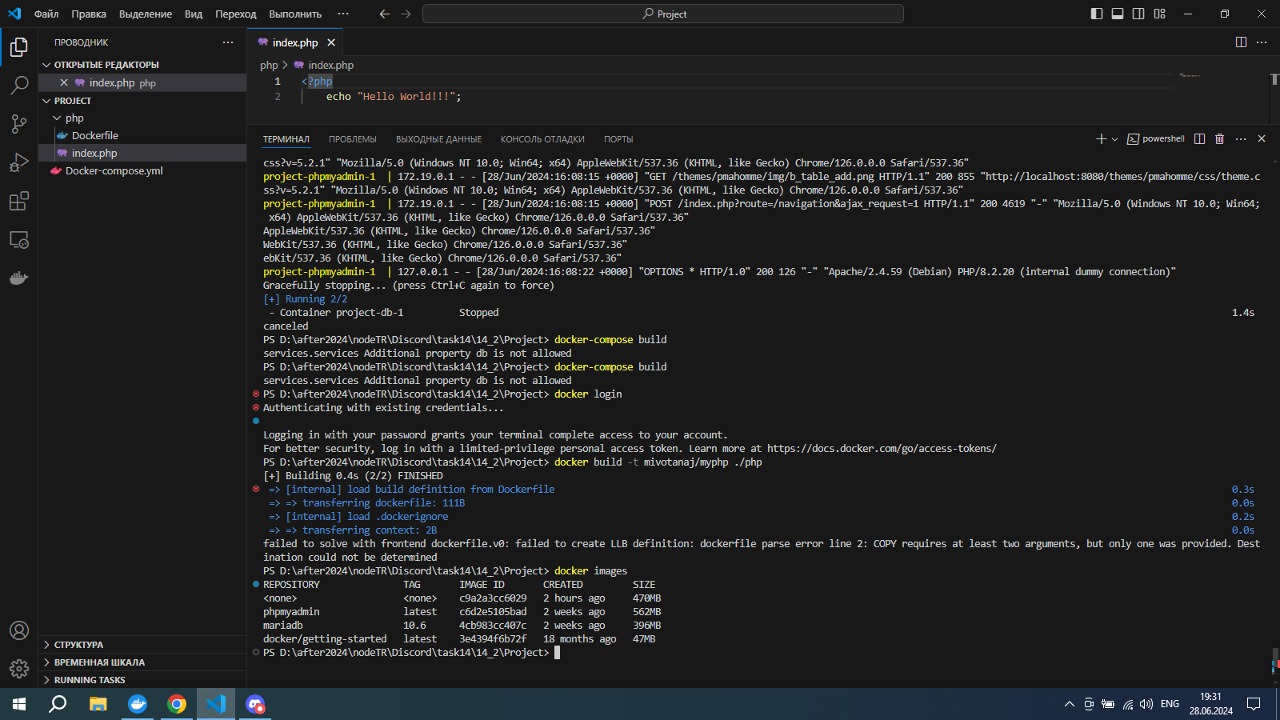 Файл Правка Выделение Вид Переход Выполнить ··· Project
ПРОВОДНИК ···
ОТКРЫТЫЕ РЕДАКТОРЫ
index.php php
PROJECT
php
Dockerfile
index.php
Docker-compose.yml
СТРУКТУРА
ВРЕМЕННАЯ ШКАЛА
RUNNING TASKS
index.php
php > index.php
1 <?php
2 echo "Hello World!!!";
ТЕРМИНАЛ ПРОБЛЕМЫ ВЫХОДНЫЕ ДАННЫЕ КОНСОЛЬ ОТЛАДКИ ПОРТЫ powershell
css?v=5.2.1" "Mozilla/5.0 (Windows NT 10.0; Win64; x64) AppleWebKit/537.36 (KHTML, like Gecko) Chrome/126.0.0.0 Safari/537.36"
project-phpmyadmin-1 | 172.19.0.1 - - [28/Jun/2024:16:08:15 +0000] "GET /themes/pmahomme/img/b_table_add.png HTTP/1.1" 200 855 "http://localhost:8080/themes/pmahomme/css/theme.c
ss?v=5.2.1" "Mozilla/5.0 (Windows NT 10.0; Win64; x64) AppleWebKit/537.36 (KHTML, like Gecko) Chrome/126.0.0.0 Safari/537.36"
project-phpmyadmin-1 | 172.19.0.1 - - [28/Jun/2024:16:08:15 +0000] "POST /index.php?route=/navigation&ajax_request=1 HTTP/1.1" 200 4619 "-" "Mozilla/5.0 (Windows NT 10.0; Win64;
x64) AppleWebKit/537.36 (KHTML, like Gecko) Chrome/126.0.0.0 Safari/537.36"
AppleWebKit/537.36 (KHTML, like Gecko) Chrome/126.0.0.0 Safari/537.36"
WebKit/537.36 (KHTML, like Gecko) Chrome/126.0.0.0 Safari/537.36"
ebKit/537.36 (KHTML, like Gecko) Chrome/126.0.0.0 Safari/537.36"
project-phpmyadmin-1 | 127.0.0.1 - - [28/Jun/2024:16:08:22 +0000] "OPTIONS * HTTP/1.0" 200 126 "-" "Apache/2.4.59 (Debian) PHP/8.2.20 (internal dummy connection)"
Gracefully stopping... (press Ctrl+C again to force)
[+] Running 2/2
- Container project-db-1 Stopped 1.4s
canceled
PS D:\after2024\nodeTR\Discord\task14\14_2\Project> docker-compose build
services.services Additional property db is not allowed
PS D:\after2024\nodeTR\Discord\task14\14_2\Project> docker-compose build
services.services Additional property db is not allowed
PS D:\after2024\nodeTR\Discord\task14\14_2\Project> docker login
Authenticating with existing credentials...
Logging in with your password grants your terminal complete access to your account.
For better security, log in with a limited-privilege personal access token. Learn more at https://docs.docker.com/go/access-tokens/
PS D:\after2024\nodeTR\Discord\task14\14_2\Project> docker build -t mivotanaj/myphp ./php
[+] Building 0.4s (2/2) FINISHED
=> [internal] load build definition from Dockerfile 0.3s
=> => transferring dockerfile: 111B 0.0s
=> [internal] load .dockerignore 0.2s
=> => transferring context: 2B 0.0s
failed to solve with frontend dockerfile.v0: failed to create LLB definition: dockerfile parse error line 2: COPY requires at least two arguments, but only one was provided. Dest
ination could not be determined
PS D:\after2024\nodeTR\Discord\task14\14_2\Project> docker images
REPOSITORY TAG IMAGE ID CREATED SIZE
<none> <none> c9a2a3cc6029 2 hours ago 470MB
phpmyadmin latest c6d2e5105bad 2 weeks ago 562MB
mariadb 10.6 4cb983cc407c 2 weeks ago 396MB
docker/getting-started latest 3e4394f6b72f 18 months ago 47MB
PS D:\after2024\nodeTR\Discord\task14\14_2\Project>
ENG
19:31
28.06.2024